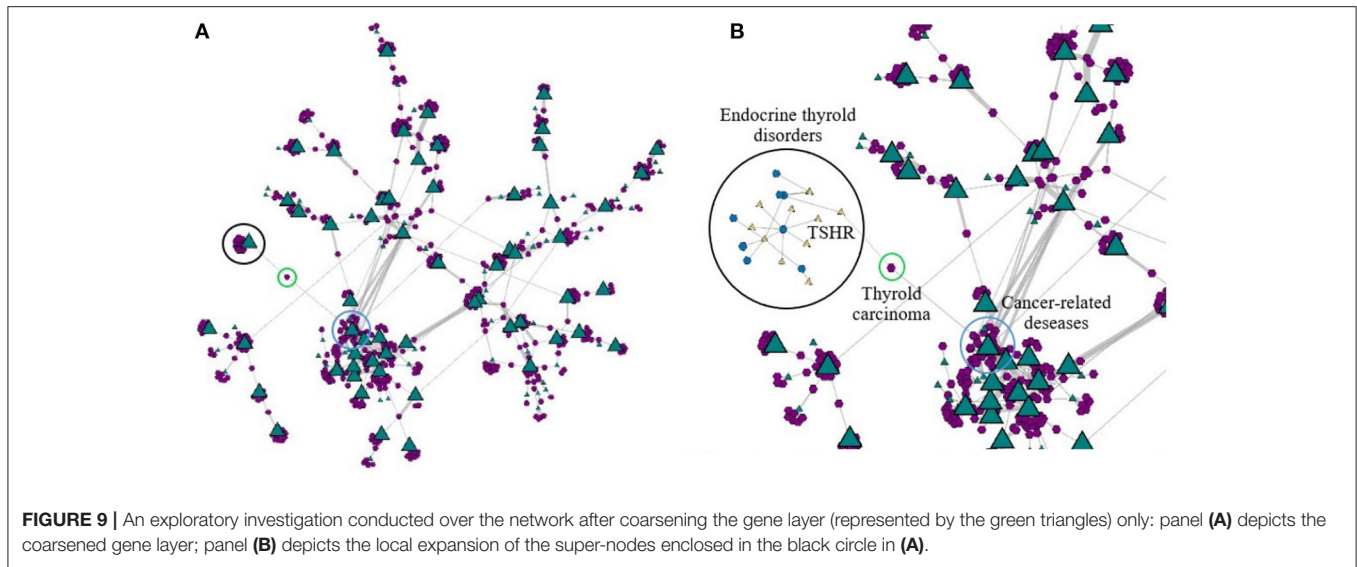 A
B
Endocrine thyrold
disorders
TSHR
Thyroid
carcinoma
Cancer-related
deseases
FIGURE 9 | An exploratory investigation conducted over the network after coarsening the gene layer (represented by the green triangles) only: panel (A) depicts the
coarsened gene layer; panel (B) depicts the local expansion of the super-nodes enclosed in the black circle in (A).